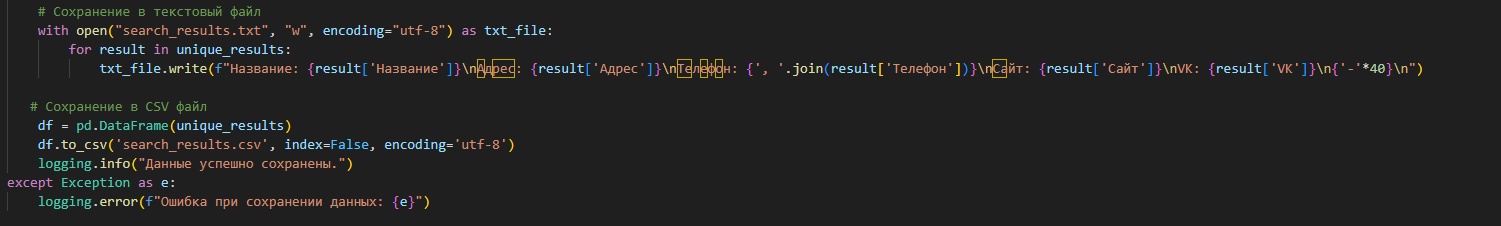 # Сохранение в текстовый файл
with open("search_results.txt", "w", encoding="utf-8") as txt_file:
for result in unique_results:
txt_file.write(f"Название: {result['Название']}\nАдрес: {result['Адрес']}\nТелефон: {', '.join(result['Телефон'])}\nСайт: {result['Сайт']}\nVK: {result['VK']}\n{'-'*40}\n")
# Сохранение в CSV файл
df = pd.DataFrame(unique_results)
df.to_csv('search_results.csv', index=False, encoding='utf-8')
logging.info("Данные успешно сохранены.")
except Exception as e:
logging.error(f"Ошибка при сохранении данных: {e}")